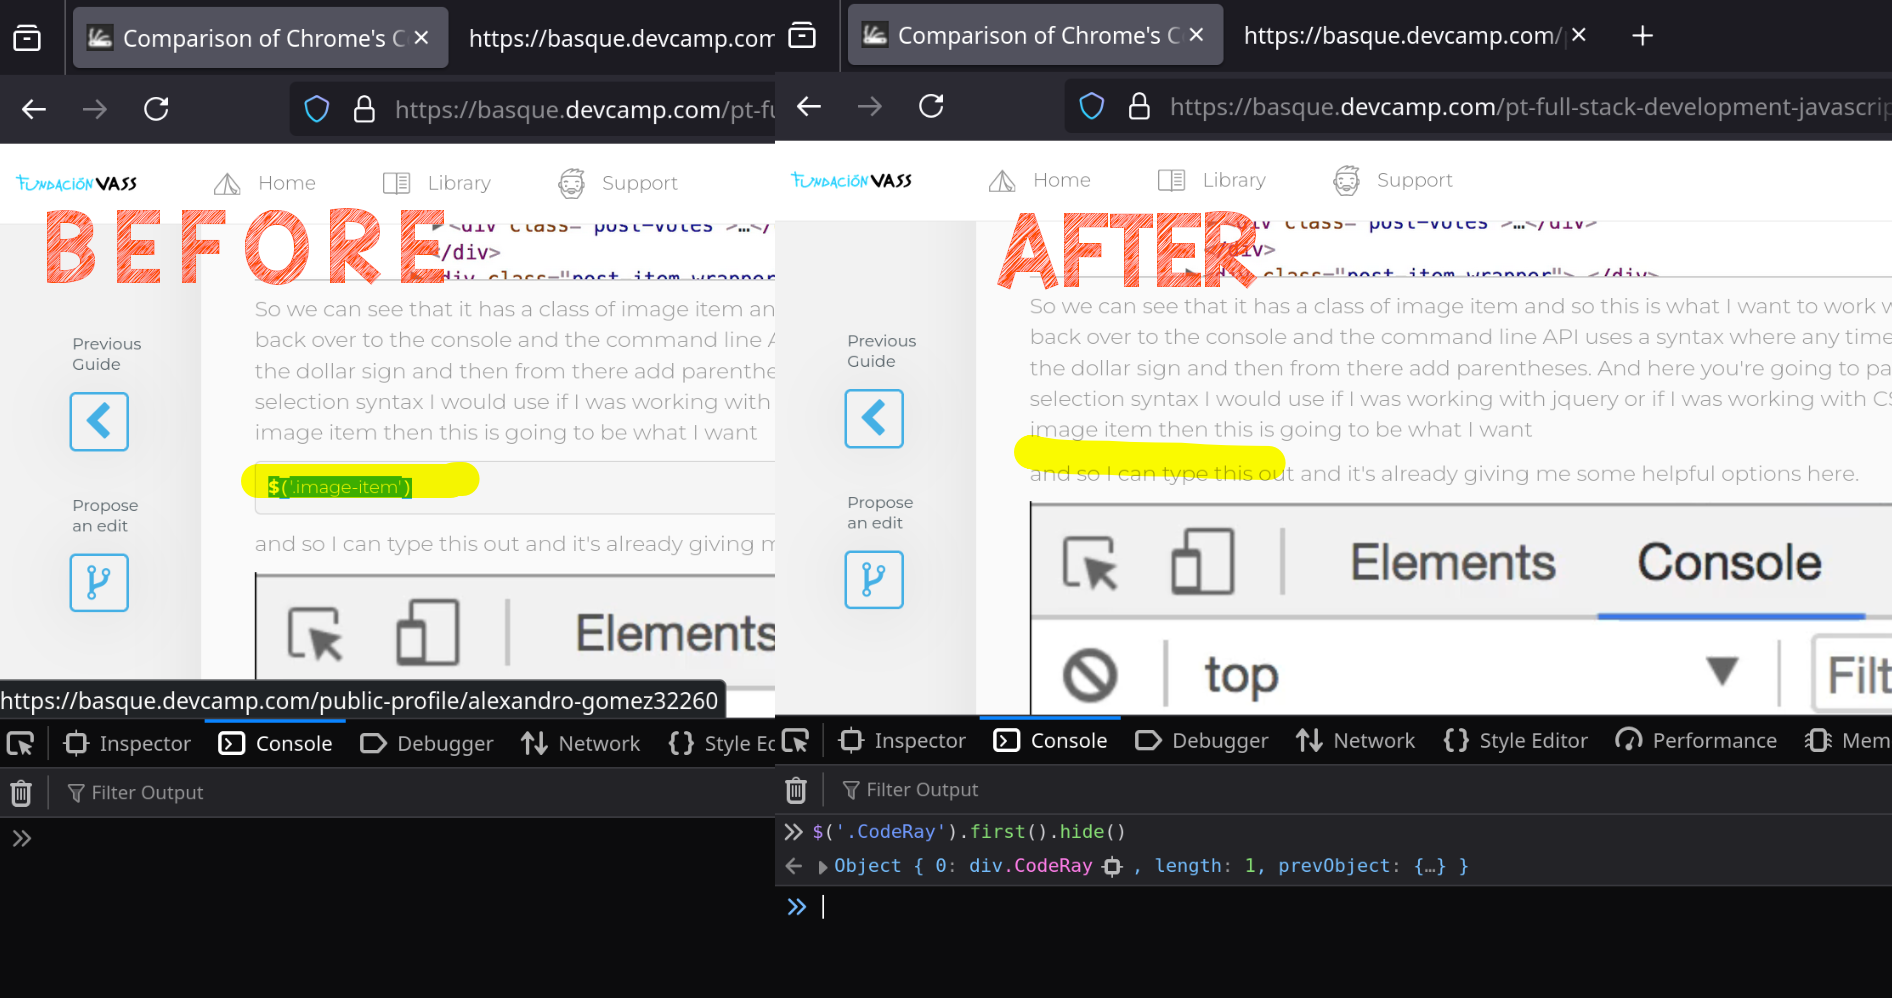 Comparison of Chrome's C
https://basque.devcamp.com
https://basque.devcamp.com/pt-fu
FUNDACIÓN VASS
Home
Library
Support
BEFORE
<div class="post-votes">…</
</div>
<div class="post-item-wrapper
So we can see that it has a class of image item an
back over to the console and the command line A
the dollar sign and then from there add parenthe
selection syntax I would use if I was working with
image item then this is going to be what I want
$('.image-item')
and so I can type this out and it's already giving m
Previous
Guide
Propose
an edit
Elements
https://basque.devcamp.com/public-profile/alexandro-gomez32260
Inspector
Console
Debugger
Network
{} Style Ed
Filter Output
»
Comparison of Chrome's C
https://basque.devcamp.com/
https://basque.devcamp.com/pt-full-stack-development-javascrip
FUNDACIÓN VASS
Home
Library
Support
AFTER
<div class="post-votes">…</div>
</div>
<div class="post-item-wrapper">…</div>
So we can see that it has a class of image item and so this is what I want to work w
back over to the console and the command line API uses a syntax where any time
the dollar sign and then from there add parentheses. And here you're going to pa
selection syntax I would use if I was working with jquery or if I was working with CS
image item then this is going to be what I want
and so I can type this out and it's already giving me some helpful options here.
Previous
Guide
Propose
an edit
Elements
Console
top
Filt
Inspector
Console
Debugger
Network
{} Style Editor
Performance
Mem
Filter Output
» $('.CodeRay').first().hide()
Object { 0: div.CodeRay , length: 1, prevObject: {…} }
»